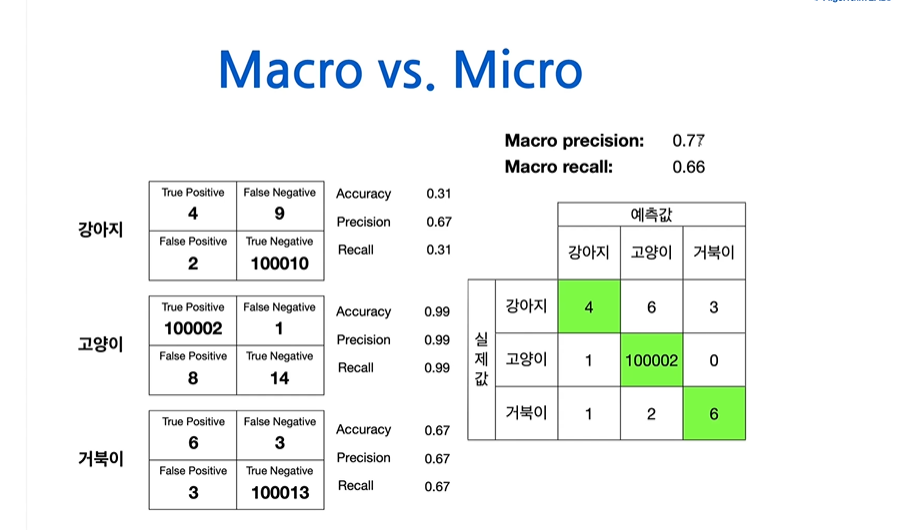 Macro vs. Micro
Macro precision: 0.77
Macro recall: 0.66
강아지
True Positive False Negative
4 9
False Positive True Negative
2 100010
Accuracy 0.31
Precision 0.67
Recall 0.31
고양이
True Positive False Negative
100002 1
False Positive True Negative
8 14
Accuracy 0.99
Precision 0.99
Recall 0.99
거북이
True Positive False Negative
6 3
False Positive True Negative
3 100013
Accuracy 0.67
Precision 0.67
Recall 0.67
예측값
강아지 고양이 거북이
실제값
강아지 4 6 3
고양이 1 100002 0
거북이 1 2 6